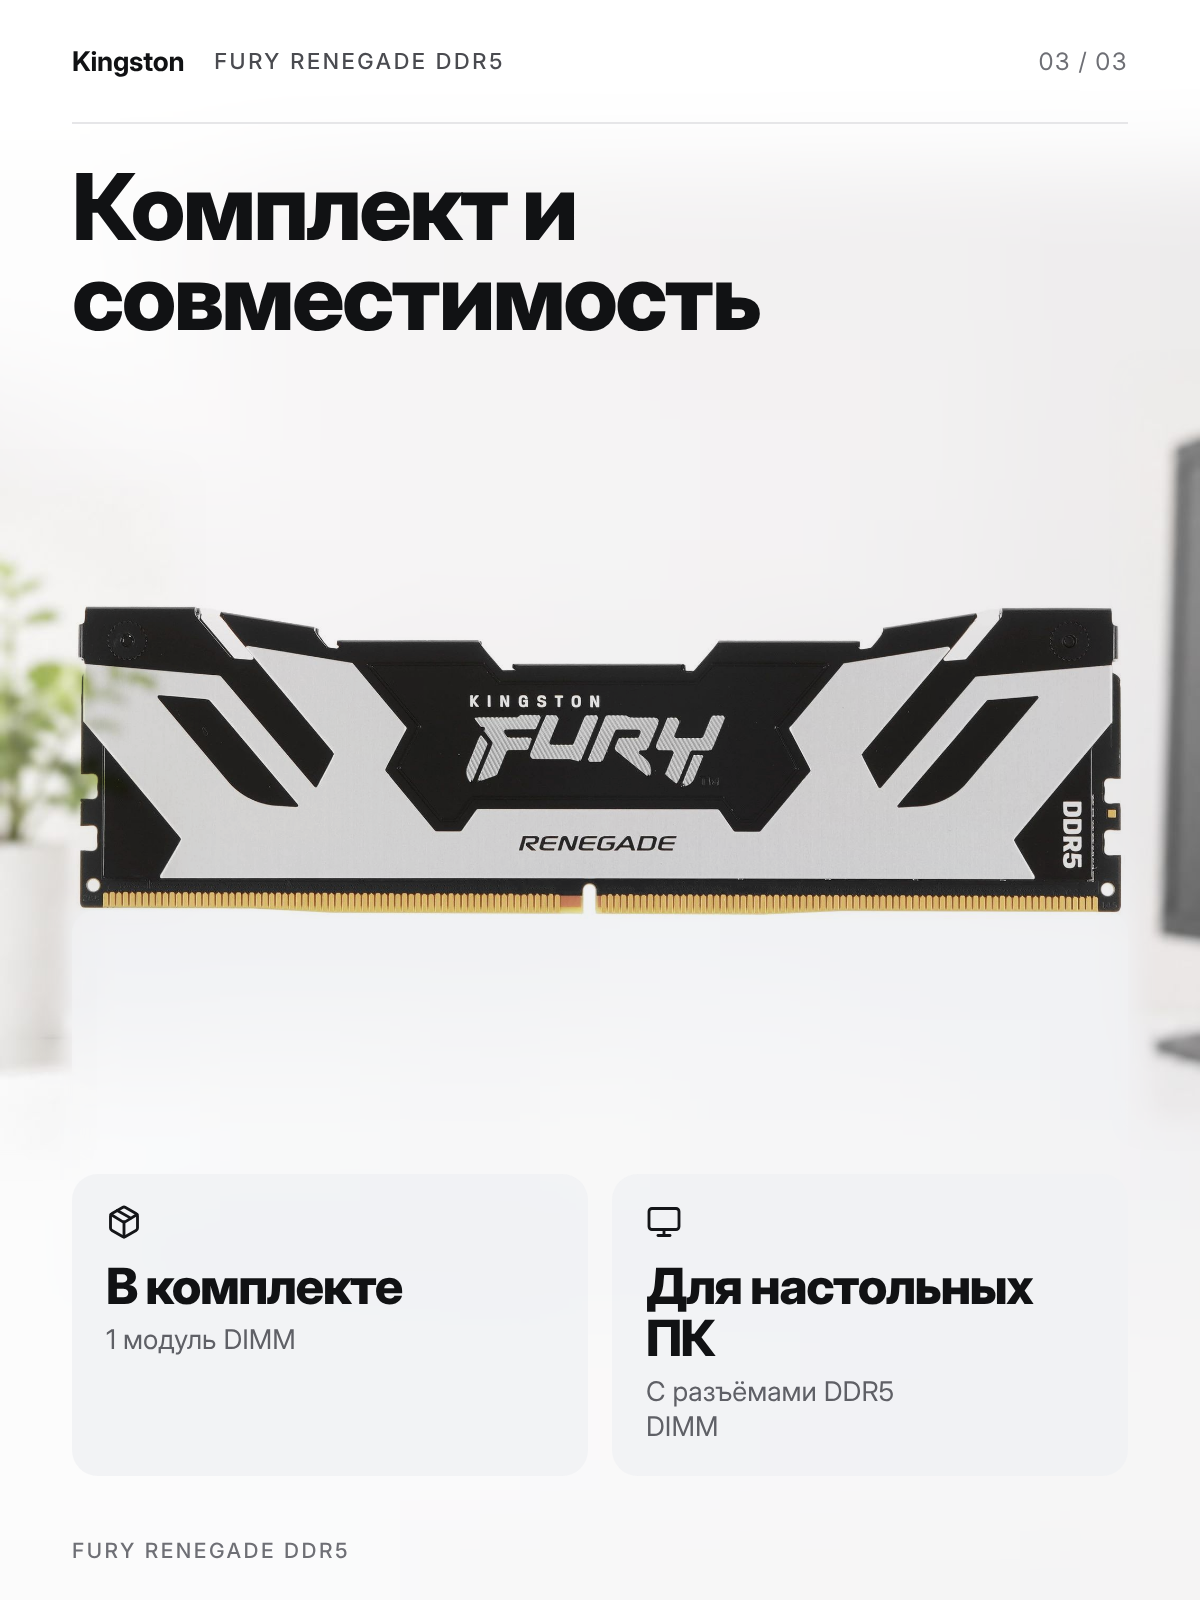 Kingston FURY RENEGADE DDR5 03 / 03
Комплект и
совместимость
KINGSTON
FURY
RENEGADE
DDR5
В комплекте
1 модуль DIMM
Для настольных
ПК
С разъёмами DDR5
DIMM
FURY RENEGADE DDR5